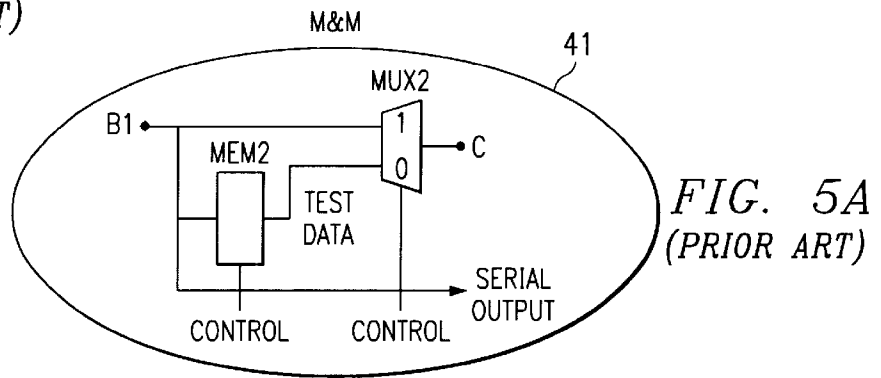 T)
M&M
41
MUX2
B1
1
C
MEM2
0
TEST
DATA
FIG. 5A
(PRIOR ART)
SERIAL
OUTPUT
CONTROL
CONTROL